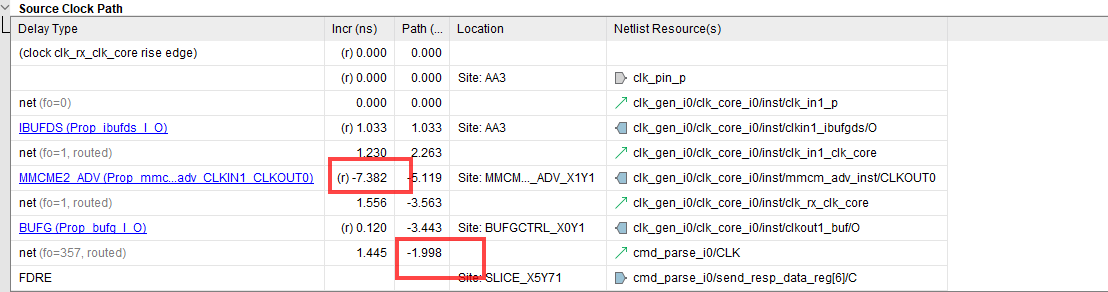 Source Clock Path
Delay Type Incr (ns) Path (... Location Netlist Resource(s)
(clock clk_rx_clk_core rise edge) (r) 0.000 0.000
(r) 0.000 0.000 Site: AA3 clk_pin_p
net (fo=0) 0.000 0.000 clk_gen_i0/clk_core_i0/inst/clk_in1_p
IBUFDS (Prop_ibufds_I_O) (r) 1.033 1.033 Site: AA3 clk_gen_i0/clk_core_i0/inst/clkin1_ibufgds/O
net (fo=1, routed) 1.230 2.263 clk_gen_i0/clk_core_i0/inst/clk_in1_clk_core
MMCME2_ADV (Prop_mmc...adv_CLKIN1_CLKOUT0) (r) -7.382 -5.119 Site: MMCM..._ADV_X1Y1 clk_gen_i0/clk_core_i0/inst/mmcm_adv_inst/CLKOUT0
net (fo=1, routed) 1.556 -3.563 clk_gen_i0/clk_core_i0/inst/clk_rx_clk_core
BUFG (Prop_bufg_I_O) (r) 0.120 -3.443 Site: BUFGCTRL_X0Y1 clk_gen_i0/clk_core_i0/inst/clkout1_buf/O
net (fo=357, routed) 1.445 -1.998 cmd_parse_i0/CLK
FDRE Site: SLICE_X5Y71 cmd_parse_i0/send_resp_data_reg[6]/C